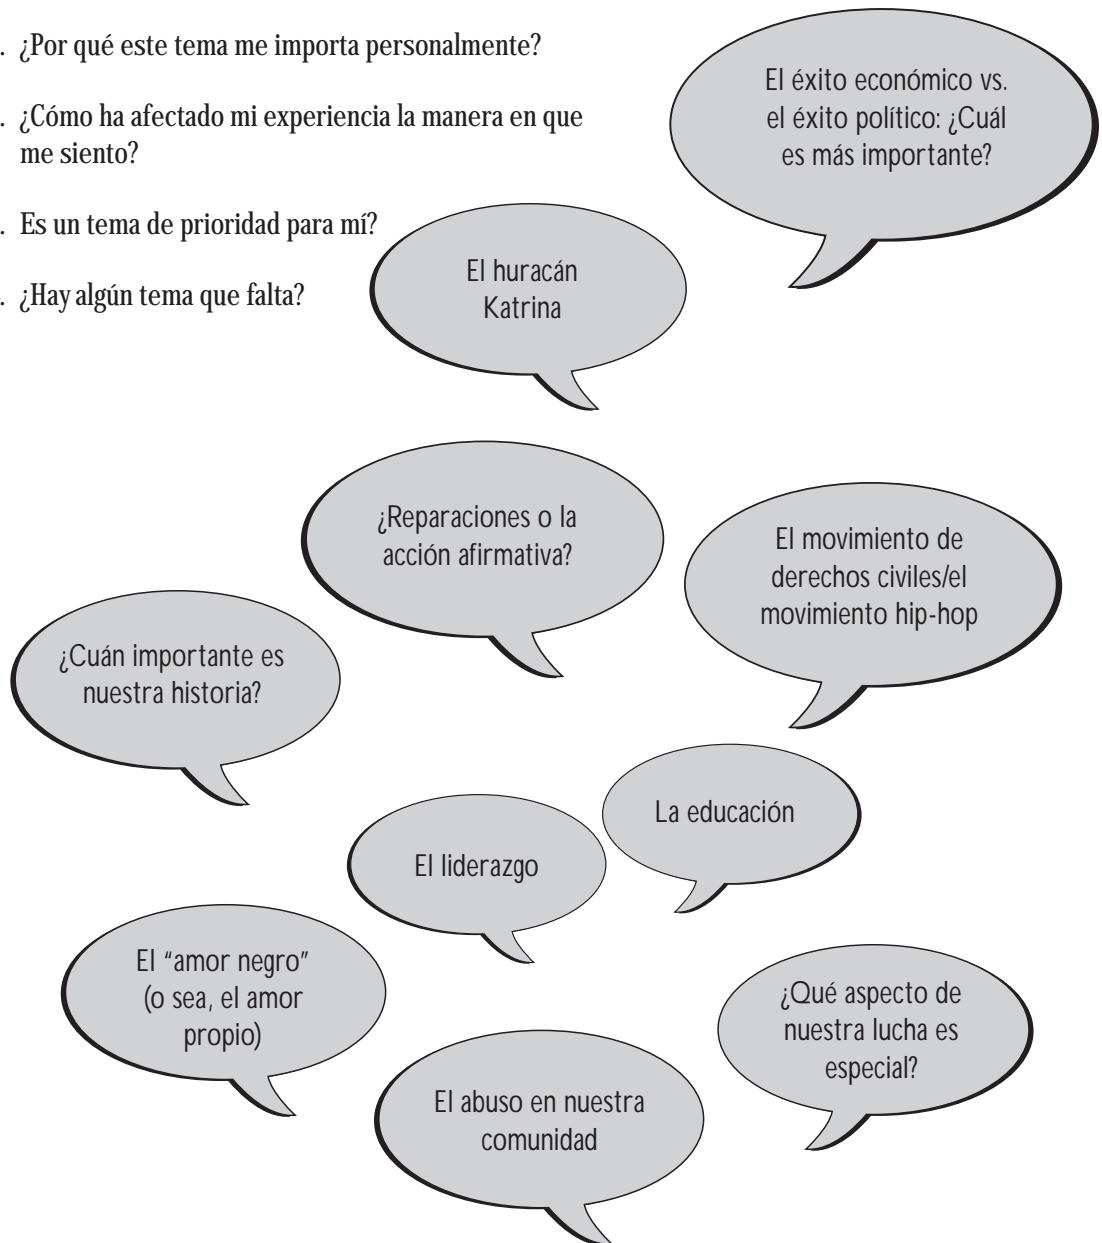 . ¿Por qué este tema me importa personalmente?
. ¿Cómo ha afectado mi experiencia la manera en que
me siento?
. Es un tema de prioridad para mí?
. ¿Hay algún tema que falta?
El éxito económico vs.
el éxito político: ¿Cuál
es más importante?
El huracán
Katrina
¿Reparaciones o la
acción afirmativa?
El movimiento de
derechos civiles/el
movimiento hip-hop
¿Cuán importante es
nuestra historia?
La educación
El liderazgo
El “amor negro”
(o sea, el amor
propio)
¿Qué aspecto de
nuestra lucha es
especial?
El abuso en nuestra
comunidad